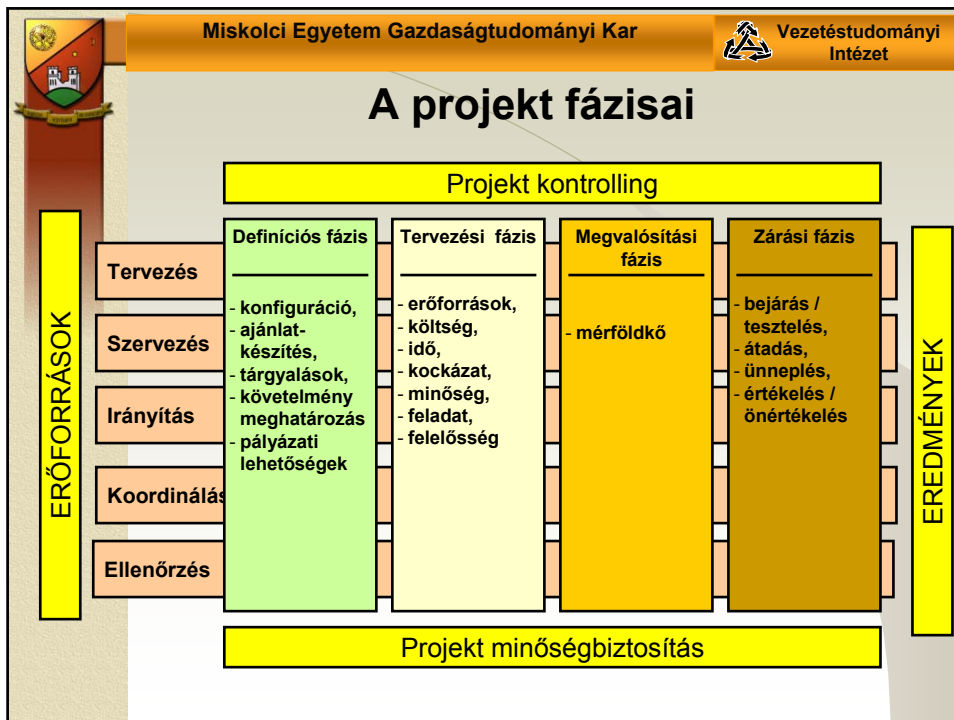 Miskolci Egyetem Gazdaságtudományi Kar
Vezetéstudományi
Intézet
A projekt fázisai
Projekt kontrolling
ERŐFORRÁSOK
Tervezés
Szervezés
Irányítás
Koordinálás
Ellenőrzés
Definíciós fázis
- konfiguráció,
- ajánlat-
készítés,
- tárgyalások,
- követelmény
meghatározás
- pályázati
lehetőségek
Tervezési fázis
- erőforrások,
- költség,
- idő,
- kockázat,
- minőség,
- feladat,
- felelősség
Megvalósítási
fázis
- mérföldkő
Zárási fázis
- bejárás /
tesztelés,
- átadás,
- ünneplés,
- értékelés /
önértékelés
EREDMÉNYEK
Projekt minőségbiztosítás